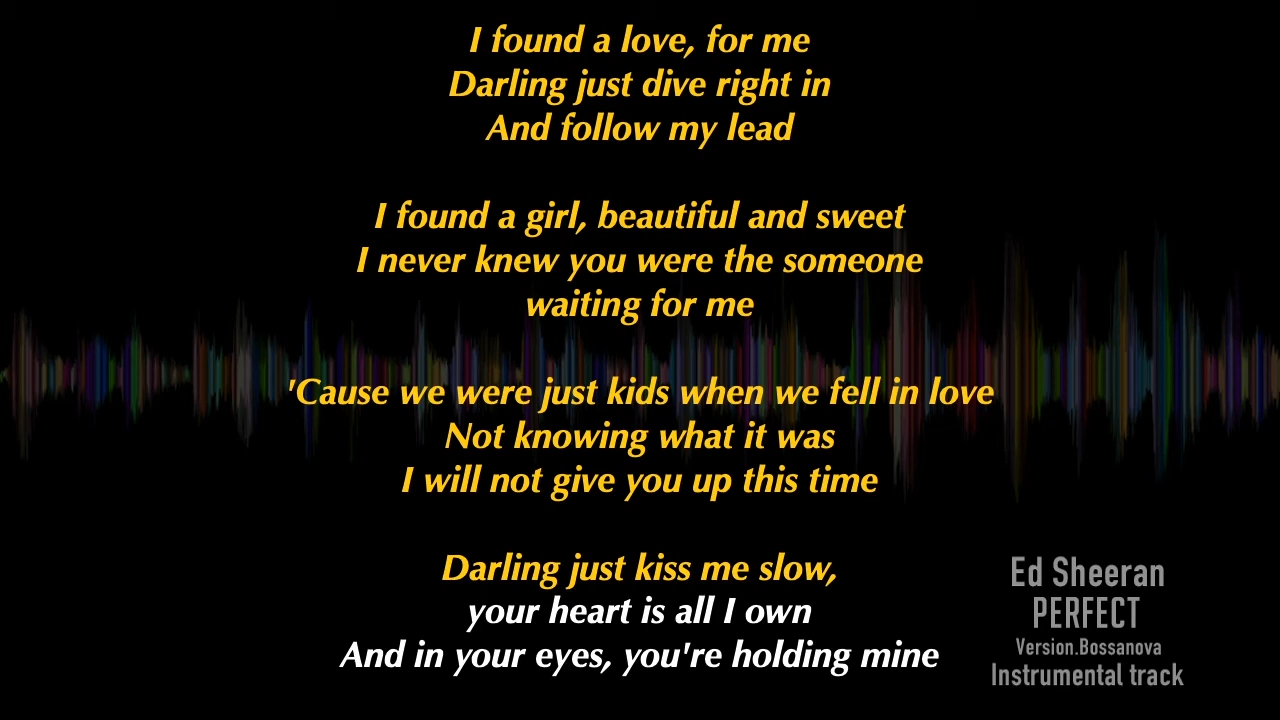 I found a love, for me
Darling just dive right in
And follow my lead
I found a girl, beautiful and sweet
I never knew you were the someone
waiting for me
'Cause we were just kids when we fell in love
Not knowing what it was
I will not give you up this time
Darling just kiss me slow,
your heart is all I own
And in your eyes, you're holding mine
Ed Sheeran
PERFECT
Version.Bossanova
Instrumental track